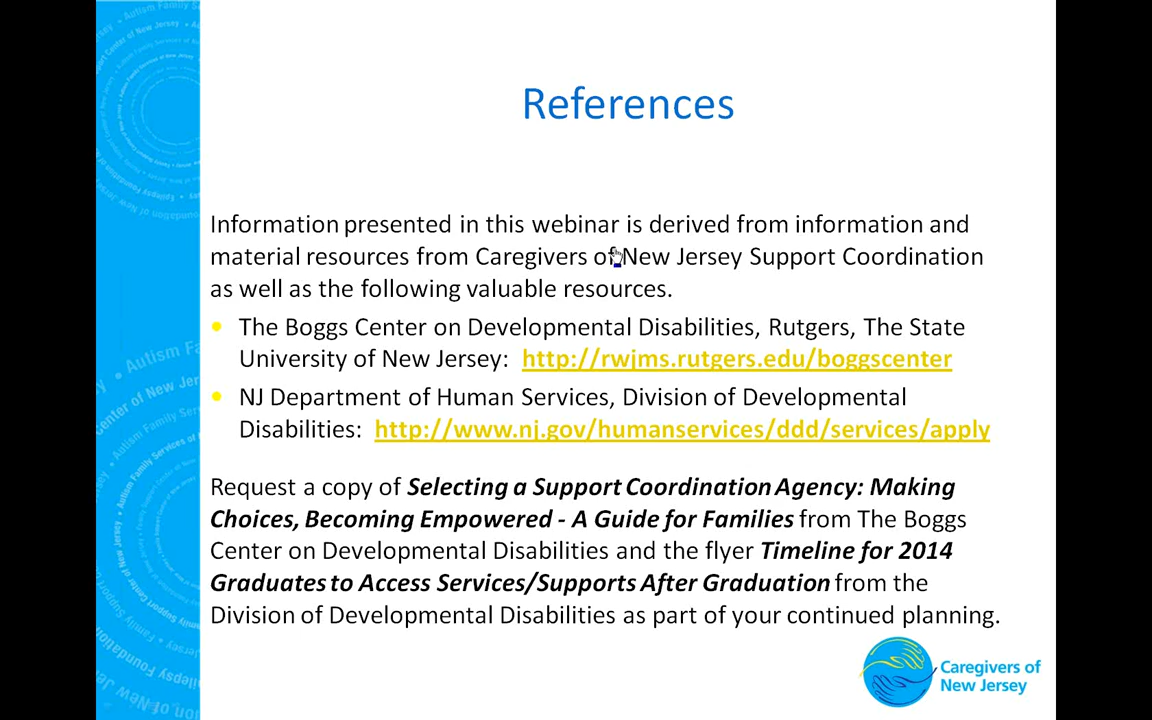 References
Information presented in this webinar is derived from information and
material resources from Caregivers of New Jersey Support Coordination
as well as the following valuable resources.
• The Boggs Center on Developmental Disabilities, Rutgers, The State
University of New Jersey: http://rwjms.rutgers.edu/boggscenter
• NJ Department of Human Services, Division of Developmental
Disabilities: http://www.nj.gov/humanservices/ddd/services/apply
Request a copy of Selecting a Support Coordination Agency: Making
Choices, Becoming Empowered - A Guide for Families from The Boggs
Center on Developmental Disabilities and the flyer Timeline for 2014
Graduates to Access Services/Supports After Graduation from the
Division of Developmental Disabilities as part of your continued planning.
Caregivers of
New Jersey